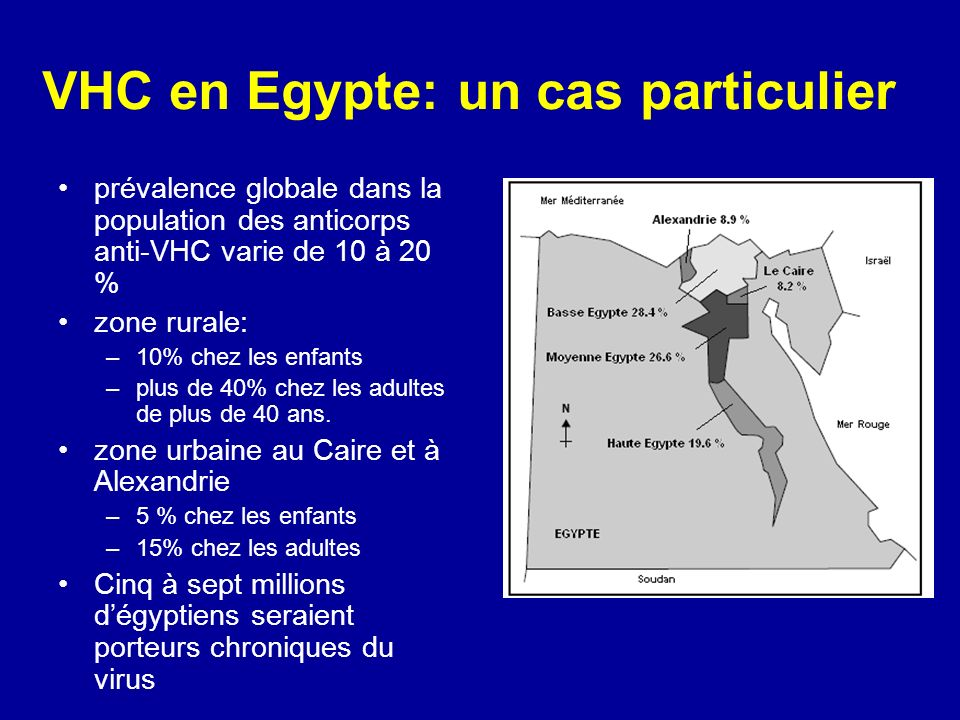 VHC en Egypte: un cas particulier
• prévalence globale dans la
population des anticorps
anti-VHC varie de 10 à 20
%
• zone rurale:
– 10% chez les enfants
– plus de 40% chez les adultes
de plus de 40 ans.
• zone urbaine au Caire et à
Alexandrie
– 5 % chez les enfants
– 15% chez les adultes
• Cinq à sept millions
d’égyptiens seraient
porteurs chroniques du
virus
Mer Méditerranée
Alexandrie 8.9 %
Israël
Le Caire
8.2 %
Basse Egypte 28.4 %
Moyenne Egypte 26.6 %
N
Mer Rouge
Haute Egypte 19.6 %
EGYPTE
Soudan